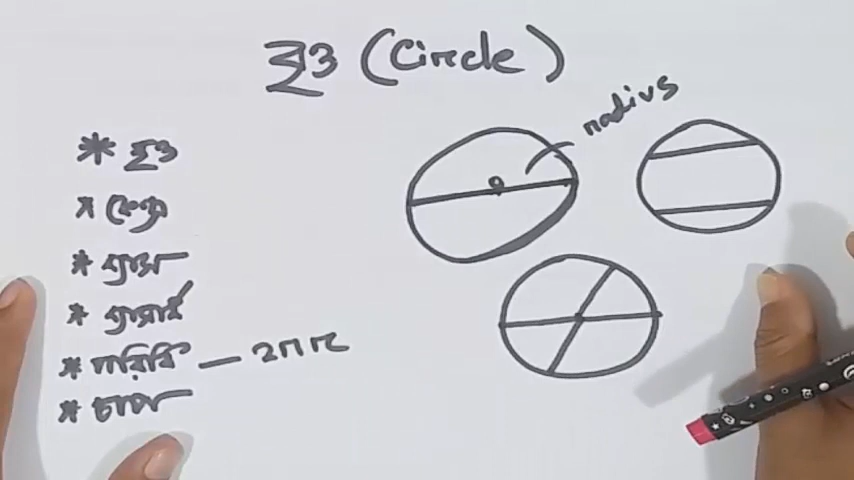 বৃত্ত (Circle)
radius
* বৃত্ত
* কেন্দ্র
* ব্যাস
* ব্যাসার্ধ
* পরিধি — 2πr
* চাপ